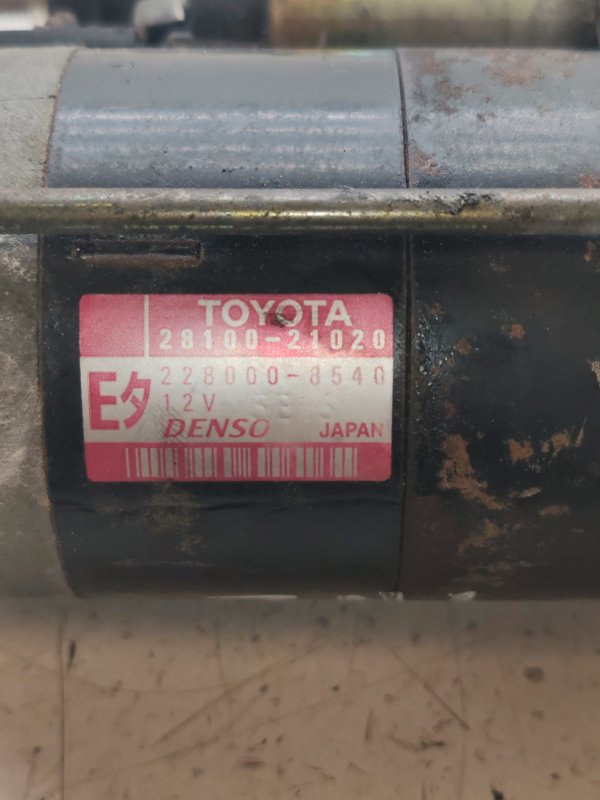 TOYOTA
28100-21020
228000-8540
Eタ
12V
DENSO JAPAN